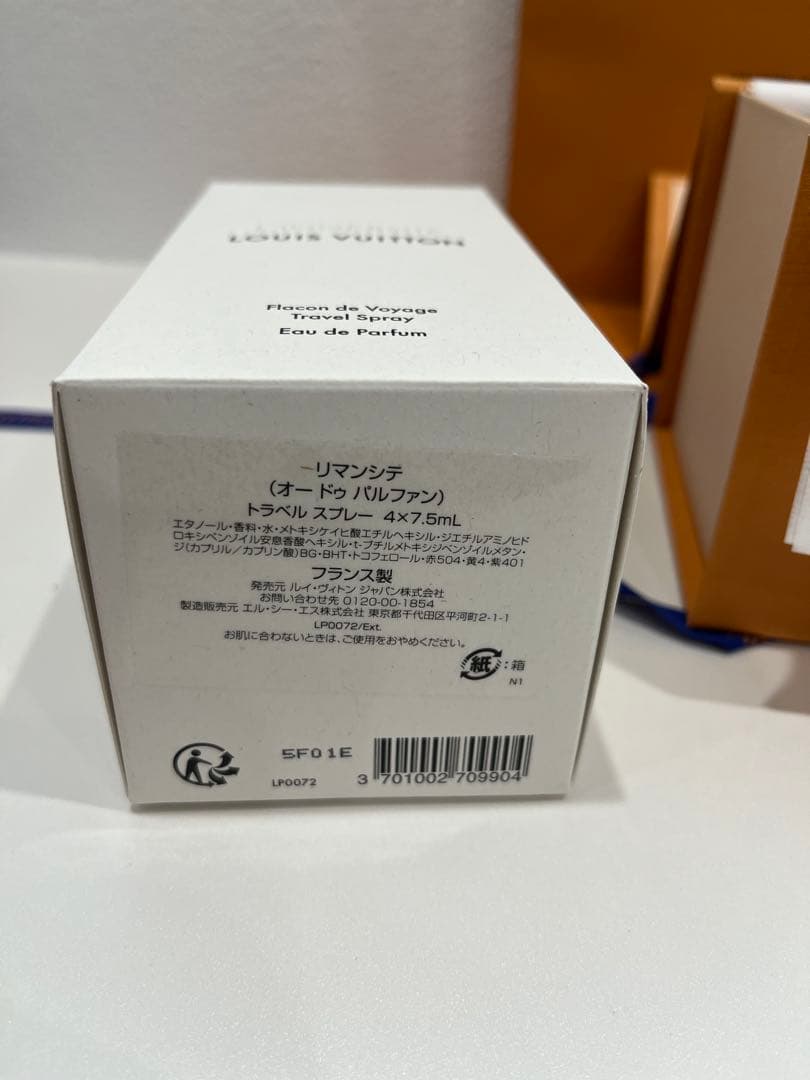 LOUIS VUITTON
Flacon de Voyage
Travel Spray
Eau de Parfum
リマンシテ
(オー ドゥ パルファン)
トラベル スプレー 4×7.5mL
エタノール・香料・水・メトキシケイヒ酸エチルヘキシル・ジエチルアミノヒド
ロキシベンゾイル安息香酸ヘキシル・t-ブチルメトキシジベンゾイルメタン・
ジ(カプリル/カプリン酸)BG・BHT・トコフェロール・赤504・黄4・紫401
フランス製
発売元 ルイ・ヴィトン ジャパン株式会社
お問い合わせ先 0120-00-1854
製造販売元 エル・シー・エス株式会社 東京都千代田区平河町2-1-1
LP0072/Ext.
お肌に合わないときは、ご使用をおやめください。
紙:箱
N1
5F01E
LP0072
3 701002 709904